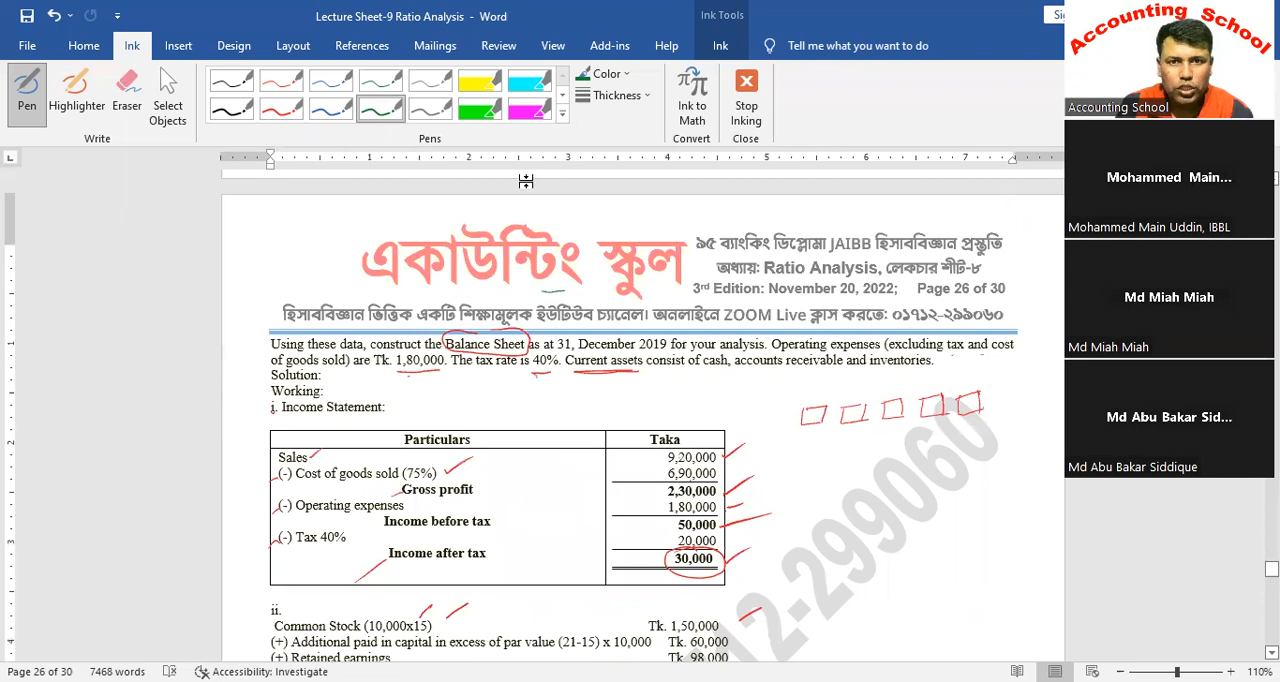 Lecture Sheet-9 Ratio Analysis - Word
Ink Tools
File
Home
Ink
Insert
Design
Layout
References
Mailings
Review
View
Add-ins
Help
Ink
Tell me what you want to do
Pen
Highlighter
Eraser
Select Objects
Color
Thickness
Ink to Math
Stop Inking
Write
Pens
Convert
Close
Accounting School
Accounting School
Mohammed Main...
Mohammed Main Uddin, IBBL
Md Miah Miah
Md Miah Miah
Md Abu Bakar Sid...
Md Abu Bakar Siddique
1 2 3 4 5 6 7
একাউন্টিং স্কুল
৯৫ ব্যাংকিং ডিপ্লোমা JAIBB হিসাববিজ্ঞান প্রস্তুতি
অধ্যায়: Ratio Analysis, লেকচার শীট-৮
3rd Edition: November 20, 2022; Page 26 of 30
হিসাববিজ্ঞান ভিত্তিক একটি শিক্ষামূলক ইউটিউব চ্যানেল। অনলাইনে ZOOM Live ক্লাস করতে: ০১৭১২-২৯৯০৬০
Using these data, construct the Balance Sheet as at 31, December 2019 for your analysis. Operating expenses (excluding tax and cost
of goods sold) are Tk. 1,80,000. The tax rate is 40%. Current assets consist of cash, accounts receivable and inventories.
Solution:
Working:
i. Income Statement:
Particulars Taka
Sales 9,20,000
(-) Cost of goods sold (75%) 6,90,000
Gross profit 2,30,000
(-) Operating expenses 1,80,000
Income before tax 50,000
(-) Tax 40% 20,000
Income after tax 30,000
ii.
Common Stock (10,000x15) Tk. 1,50,000
(+) Additional paid in capital in excess of par value (21-15) x 10,000 Tk. 60,000
(+) Retained earnings Tk. 98,000
12-299060
Page 26 of 30
7468 words
Accessibility: Investigate
110%